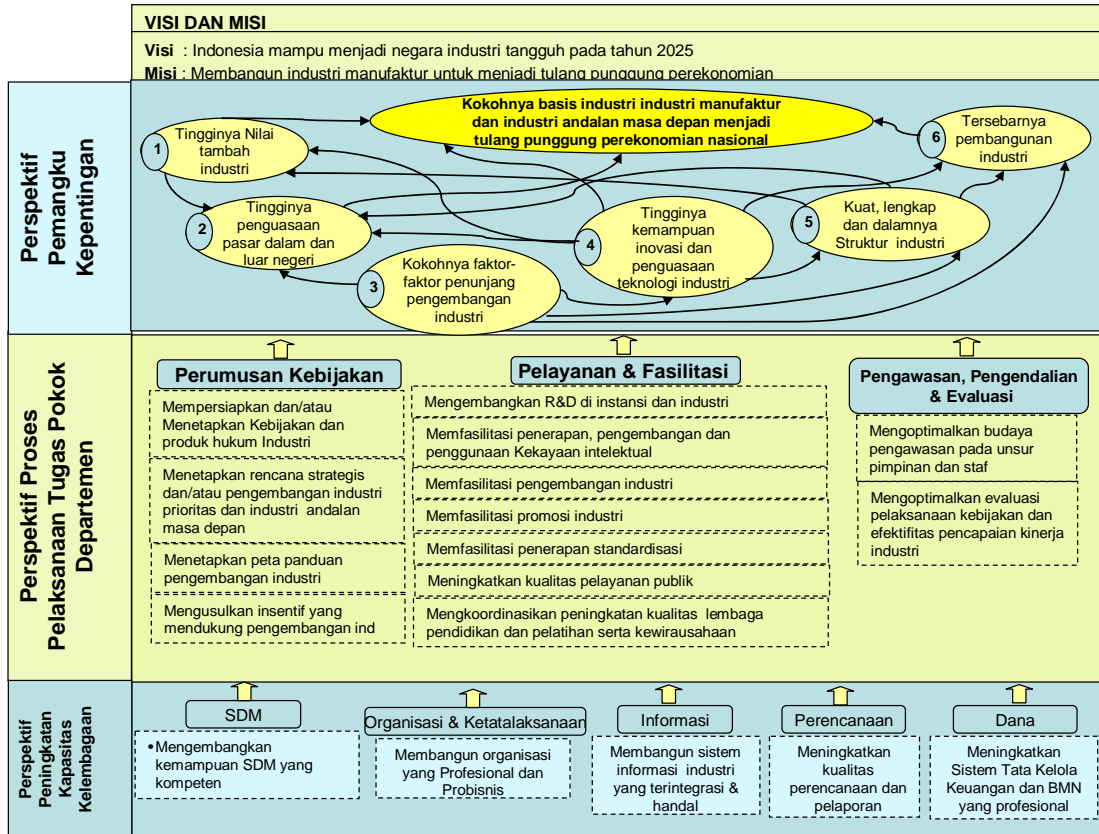 VISI DAN MISI
Visi : Indonesia mampu menjadi negara industri tangguh pada tahun 2025
Misi : Membangun industri manufaktur untuk menjadi tulang punggung perekonomian
Perspektif
Pemangku
Kepentingan
Kokohnya basis industri industri manufaktur
dan industri andalan masa depan menjadi
tulang punggung perekonomian nasional
1
Tingginya Nilai
tambah
industri
6
Tersebarnya
pembangunan
industri
2
Tingginya
penguasaan
pasar dalam dan
luar negeri
4
Tingginya
kemampuan
inovasi dan
penguasaan
teknologi industri
5
Kuat, lengkap
dan dalamnya
Struktur industri
3
Kokohnya faktor-
faktor penunjang
pengembangan
industri
Perspektif Proses
Pelaksanaan Tugas Pokok
Departemen
Perumusan Kebijakan
Mempersiapkan dan/atau
Menetapkan Kebijakan dan
produk hukum Industri
Menetapkan rencana strategis
dan/atau pengembangan industri
prioritas dan industri andalan
masa depan
Menetapkan peta panduan
pengembangan industri
Mengusulkan insentif yang
mendukung pengembangan ind
Pelayanan & Fasilitasi
Mengembangkan R&D di instansi dan industri
Memfasilitasi penerapan, pengembangan dan
penggunaan Kekayaan intelektual
Memfasilitasi pengembangan industri
Memfasilitasi promosi industri
Memfasilitasi penerapan standardisasi
Meningkatkan kualitas pelayanan publik
Mengkoordinasikan peningkatan kualitas lembaga
pendidikan dan pelatihan serta kewirausahaan
Pengawasan, Pengendalian
& Evaluasi
Mengoptimalkan budaya
pengawasan pada unsur
pimpinan dan staf
Mengoptimalkan evaluasi
pelaksanaan kebijakan dan
efektifitas pencapaian kinerja
industri
Perspektif
Peningkatan
Kapasitas
Kelembagaan
SDM
•Mengembangkan
kemampuan SDM yang
kompeten
Organisasi & Ketatalaksanaan
Membangun organisasi
yang Profesional dan
Probisnis
Informasi
Membangun sistem
informasi industri
yang terintegrasi &
handal
Perencanaan
Meningkatkan
kualitas
perencanaan dan
pelaporan
Dana
Meningkatkan
Sistem Tata Kelola
Keuangan dan BMN
yang profesional